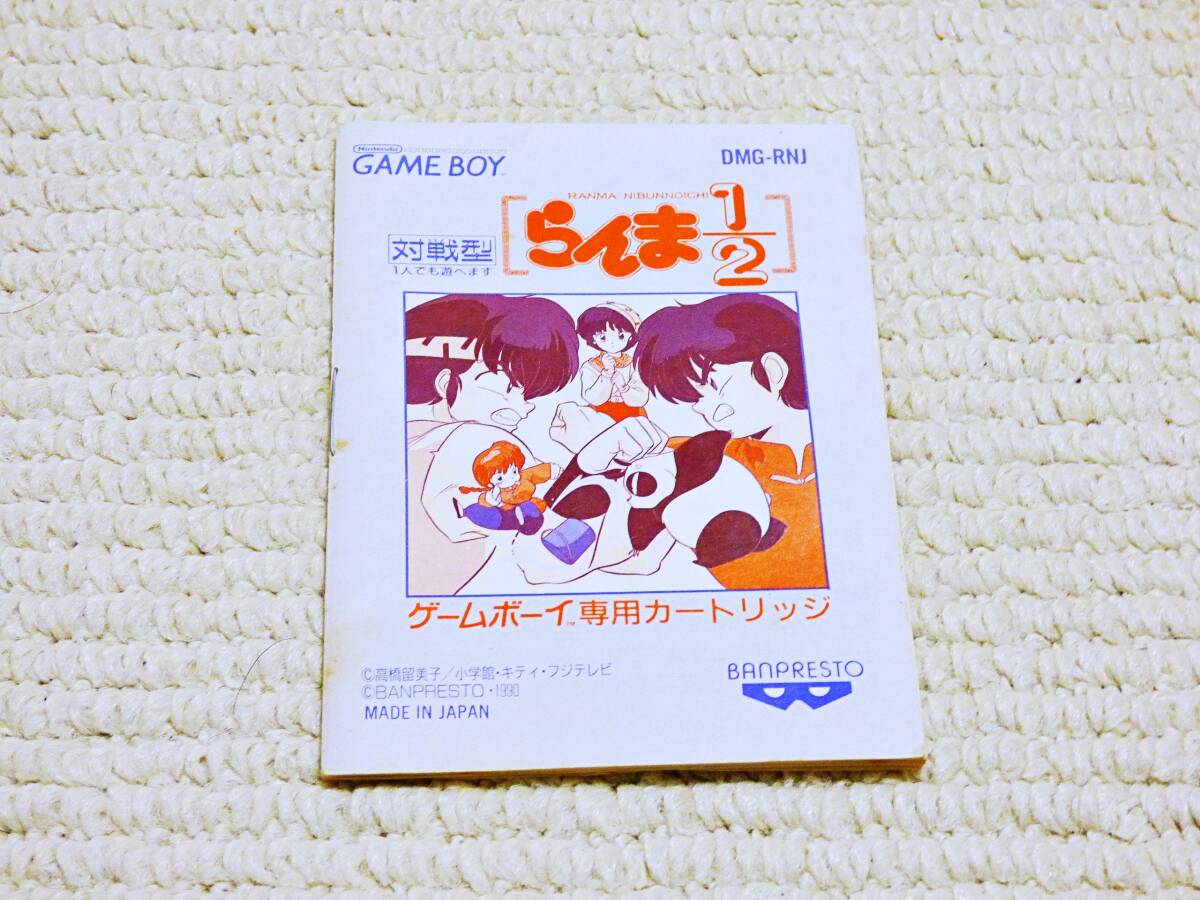 Nintendo
GAME BOY™
DMG-RNJ
RANMA NIBUNNOICHI
らんま1/2
対戦型
1人でも遊べます
ゲームボーイ™専用カートリッジ
©高橋留美子／小学館・キティ・フジテレビ
©BANPRESTO・1990
MADE IN JAPAN
BANPRESTO